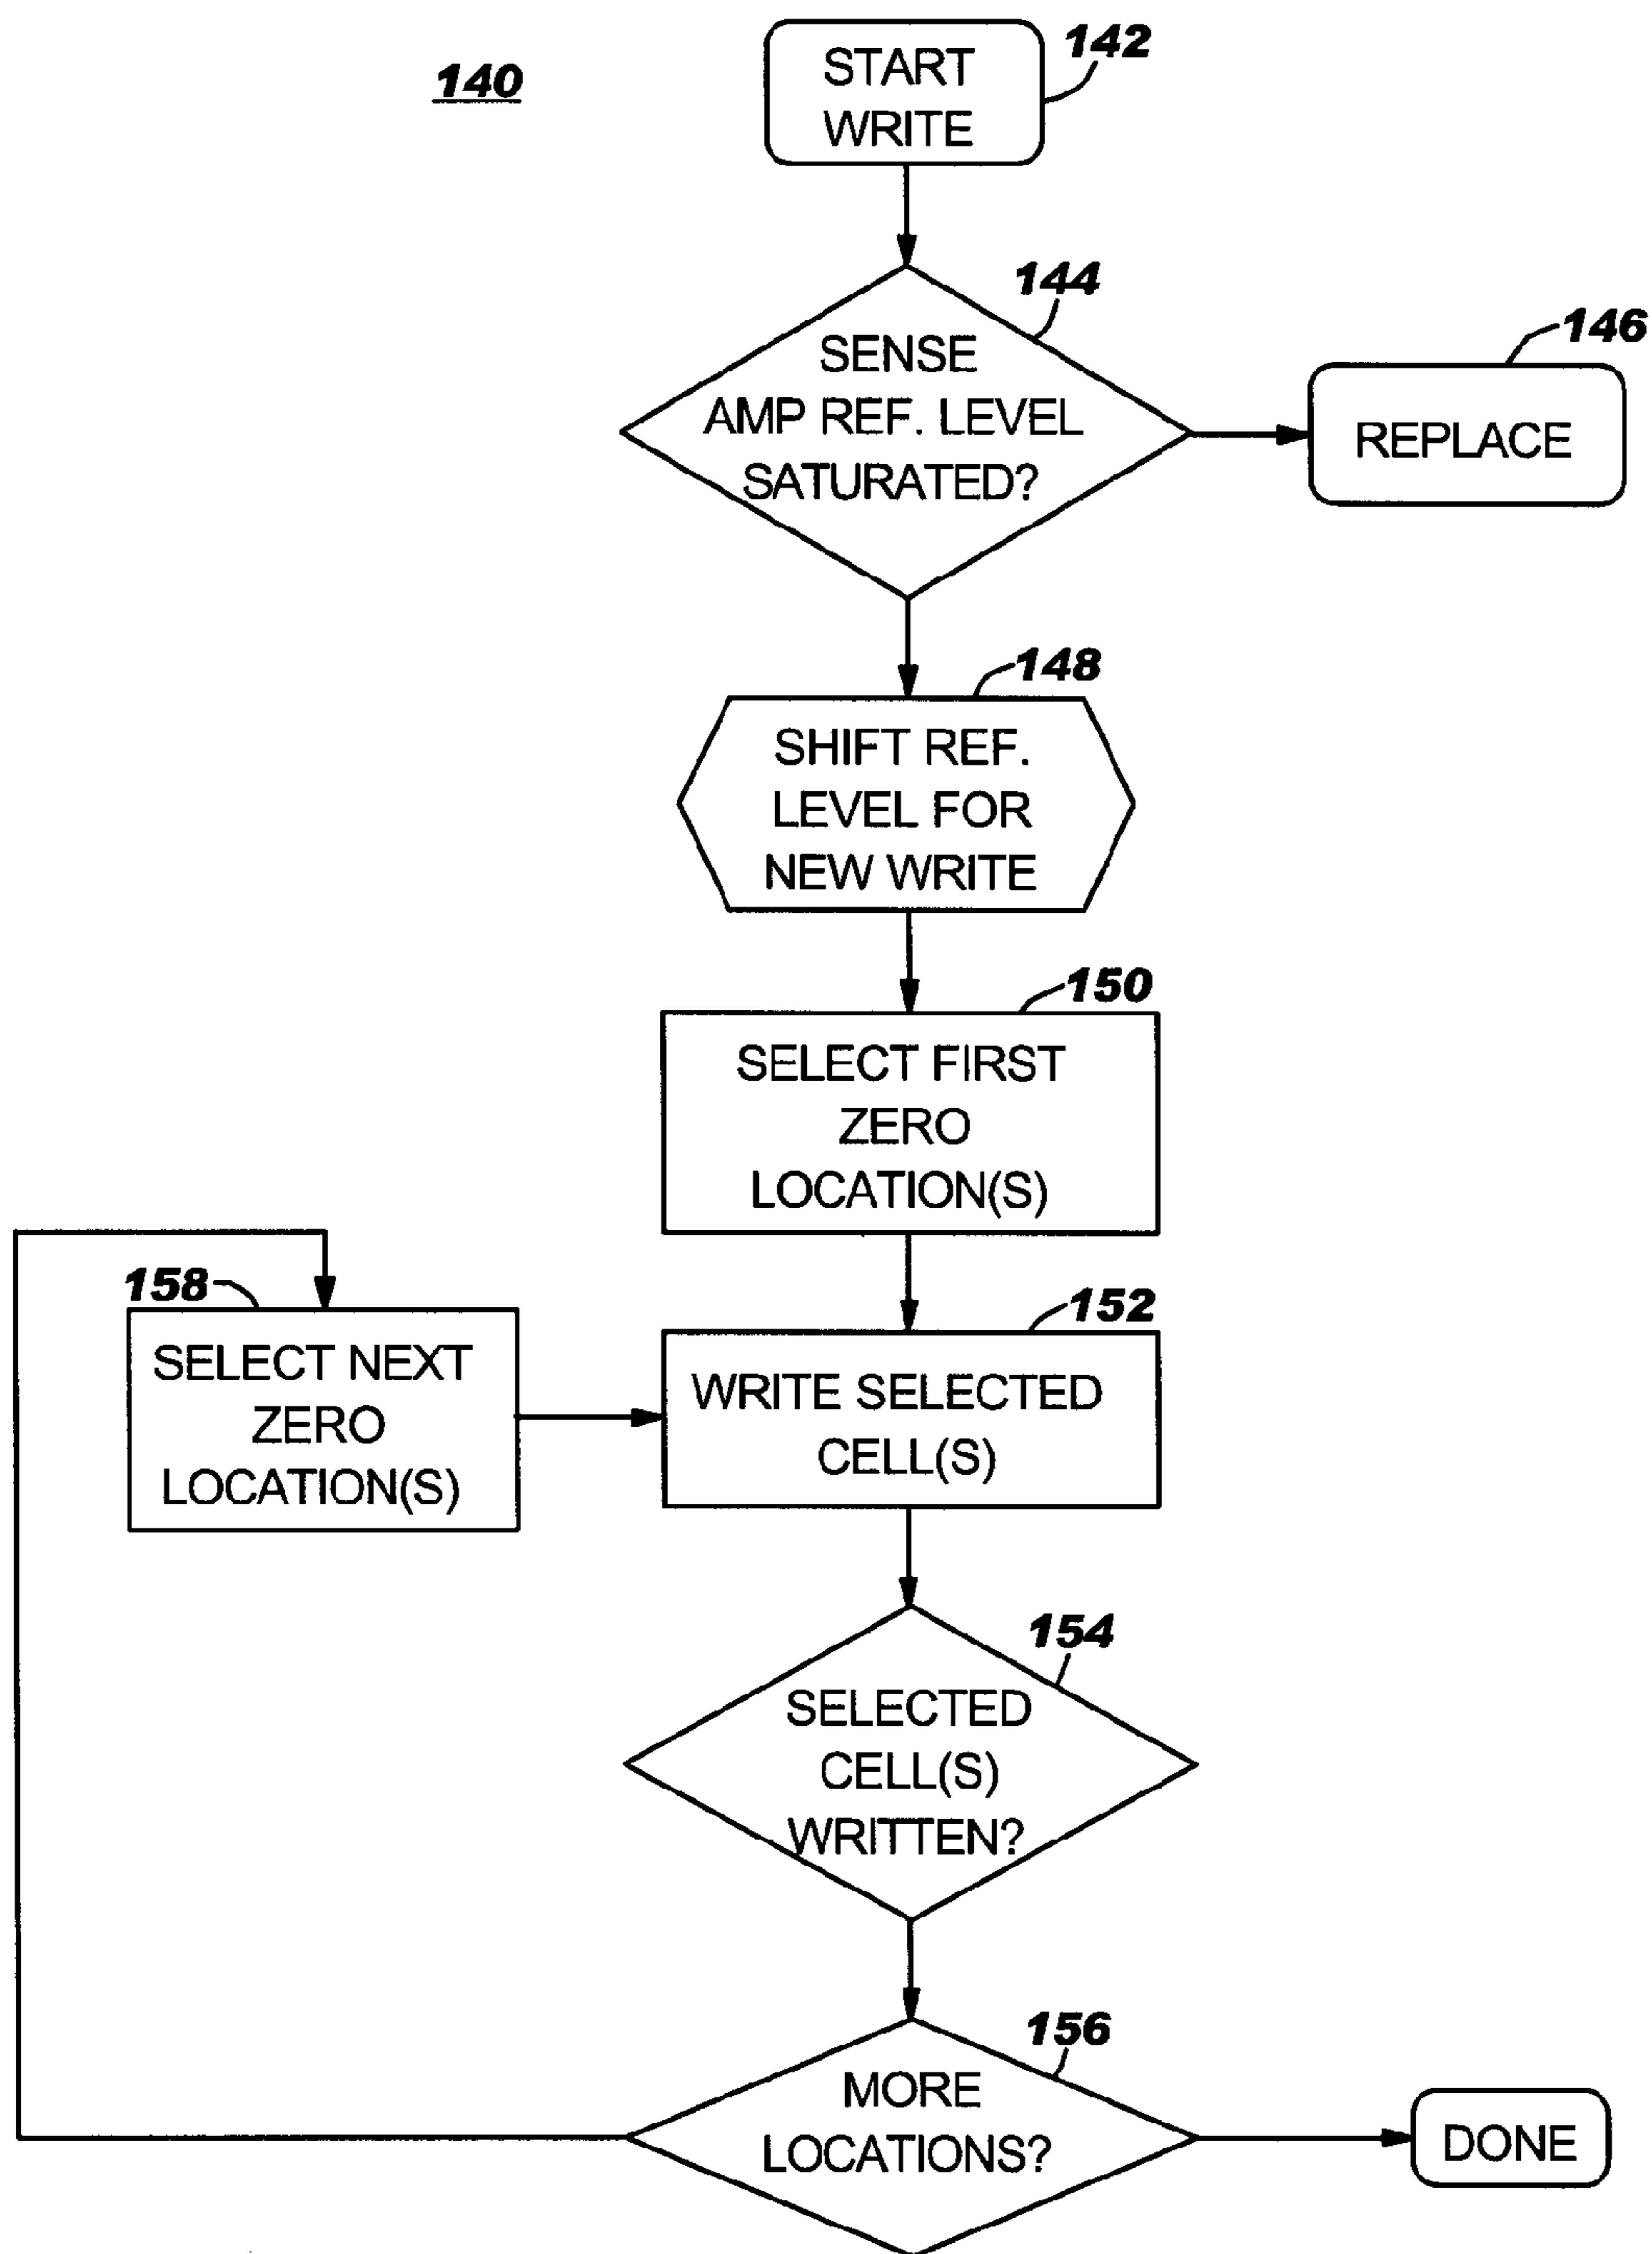 140
START
WRITE
142
SENSE
AMP REF. LEVEL
SATURATED?
144
REPLACE
146
SHIFT REF.
LEVEL FOR
NEW WRITE
148
SELECT FIRST
ZERO
LOCATION(S)
150
SELECT NEXT
ZERO
LOCATION(S)
158
WRITE SELECTED
CELL(S)
152
SELECTED
CELL(S)
WRITTEN?
154
MORE
LOCATIONS?
156
DONE